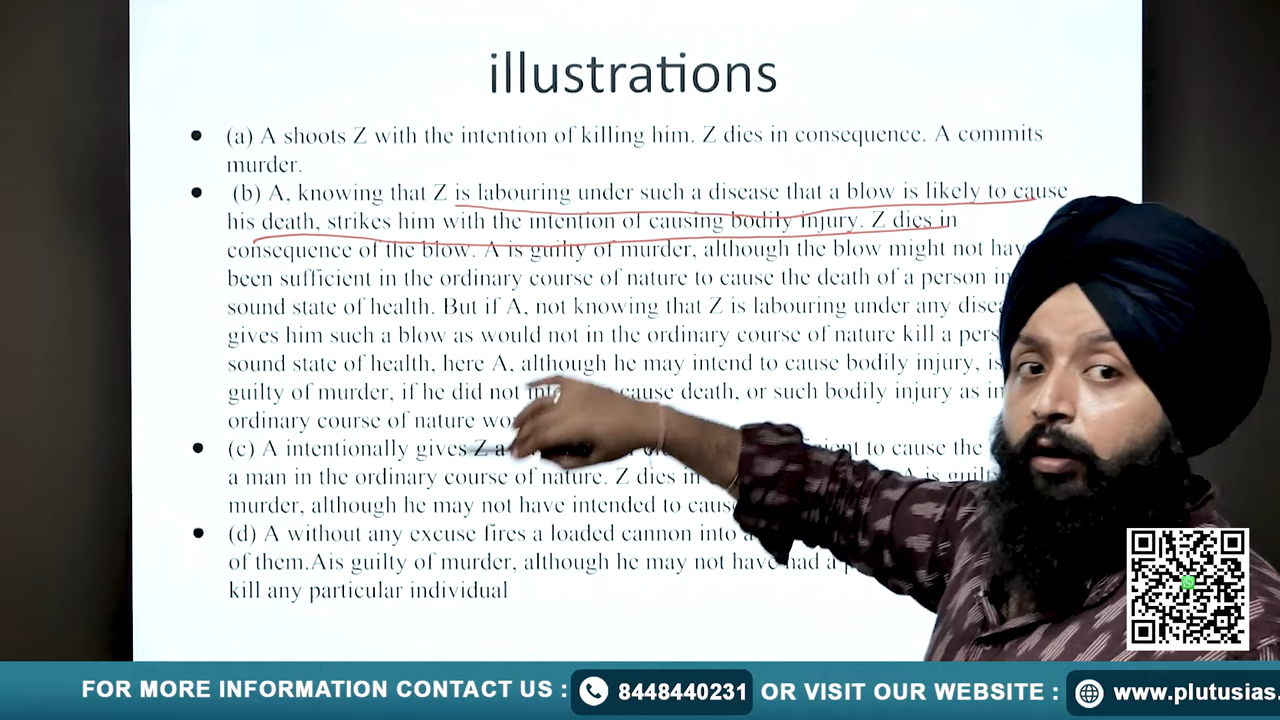 illustrations
• (a) A shoots Z with the intention of killing him. Z dies in consequence. A commits
murder.
• (b) A, knowing that Z is labouring under such a disease that a blow is likely to cause
his death, strikes him with the intention of causing bodily injury. Z dies in
consequence of the blow. A is guilty of murder, although the blow might not
been sufficient in the ordinary course of nature to cause the death of a person
sound state of health. But if A, not knowing that Z is labouring under any
gives him such a blow as would not in the ordinary course of nature kill a
sound state of health, here A, although he may intend to cause bodily injury, is
guilty of murder, if he did not cause death, or such bodily injury as in
ordinary course of nature
• (c) A intentionally gives Z to cause the
a man in the ordinary course of nature. Z dies in A is
murder, although he may not have intended to
• (d) A without any excuse fires a loaded cannon into
of them.Ais guilty of murder, although he may not have had a
kill any particular individual
FOR MORE INFORMATION CONTACT US : 8448440231 OR VISIT OUR WEBSITE : www.plutusias.